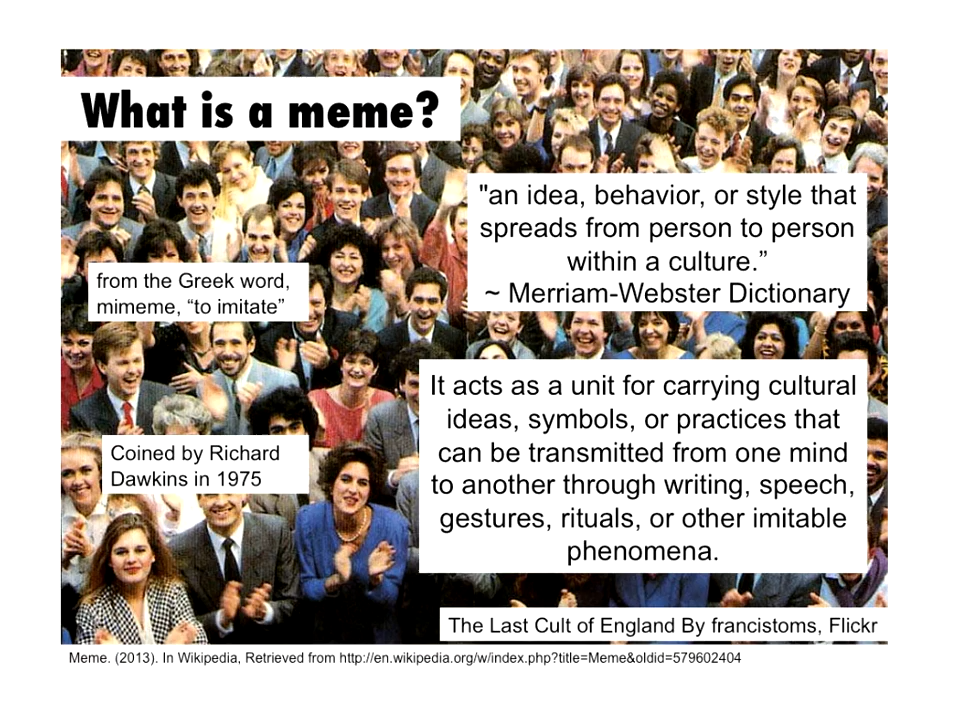 What is a meme?
"an idea, behavior, or style that
spreads from person to person
within a culture.”
~ Merriam-Webster Dictionary
from the Greek word,
mimeme, “to imitate”
It acts as a unit for carrying cultural
ideas, symbols, or practices that
can be transmitted from one mind
to another through writing, speech,
gestures, rituals, or other imitable
phenomena.
Coined by Richard
Dawkins in 1975
The Last Cult of England By francistoms, Flickr
Meme. (2013). In Wikipedia, Retrieved from http://en.wikipedia.org/w/index.php?title=Meme&oldid=579602404